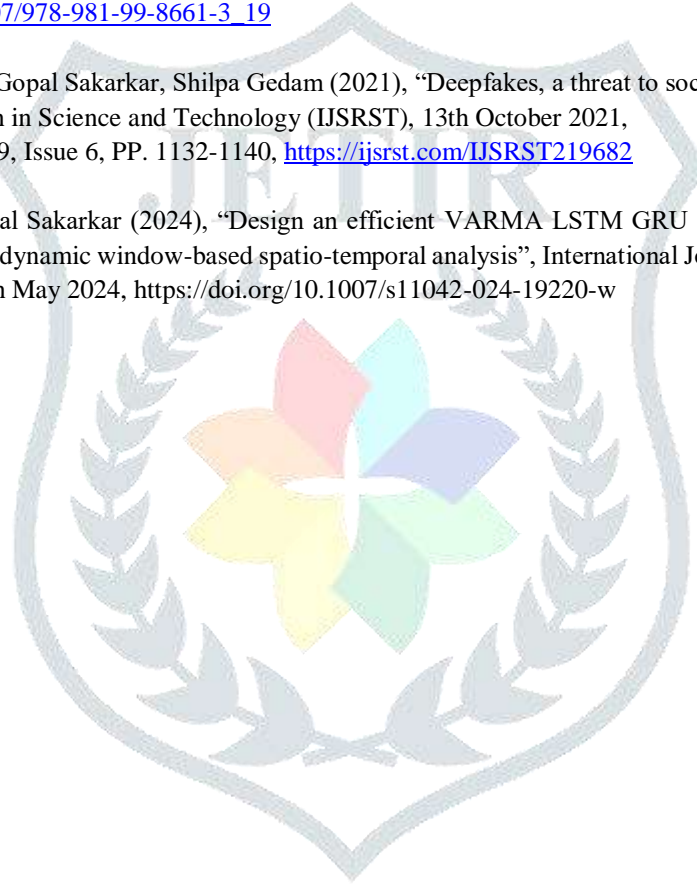 07/978-981-99-8661-3_19
Gopal Sakarkar, Shilpa Gedam (2021), “Deepfakes, a threat to soc
n in Science and Technology (IJSRST), 13th October 2021,
9, Issue 6, PP. 1132-1140, https://ijsrst.com/IJSRST219682
al Sakarkar (2024), “Design an efficient VARMA LSTM GRU
dynamic window-based spatio-temporal analysis”, International Jo
n May 2024, https://doi.org/10.1007/s11042-024-19220-w
JETIR